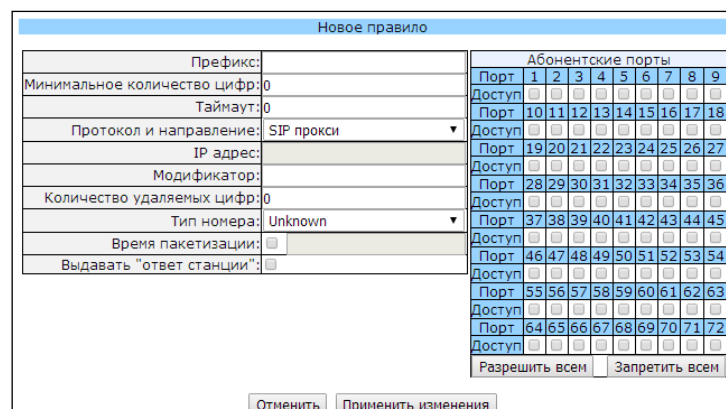 Новое правило
Префикс:
Минимальное количество цифр: 0
Таймаут: 0
Протокол и направление: SIP прокси
IP адрес:
Модификатор:
Количество удаляемых цифр: 0
Тип номера: Unknown
Время пакетизации:
Выдавать "ответ станции":
Абонентские порты
Порт 1 2 3 4 5 6 7 8 9
Доступ
Порт 10 11 12 13 14 15 16 17 18
Доступ
Порт 19 20 21 22 23 24 25 26 27
Доступ
Порт 28 29 30 31 32 33 34 35 36
Доступ
Порт 37 38 39 40 41 42 43 44 45
Доступ
Порт 46 47 48 49 50 51 52 53 54
Доступ
Порт 55 56 57 58 59 60 61 62 63
Доступ
Порт 64 65 66 67 68 69 70 71 72
Доступ
Разрешить всем Запретить всем
Отменить Применить изменения